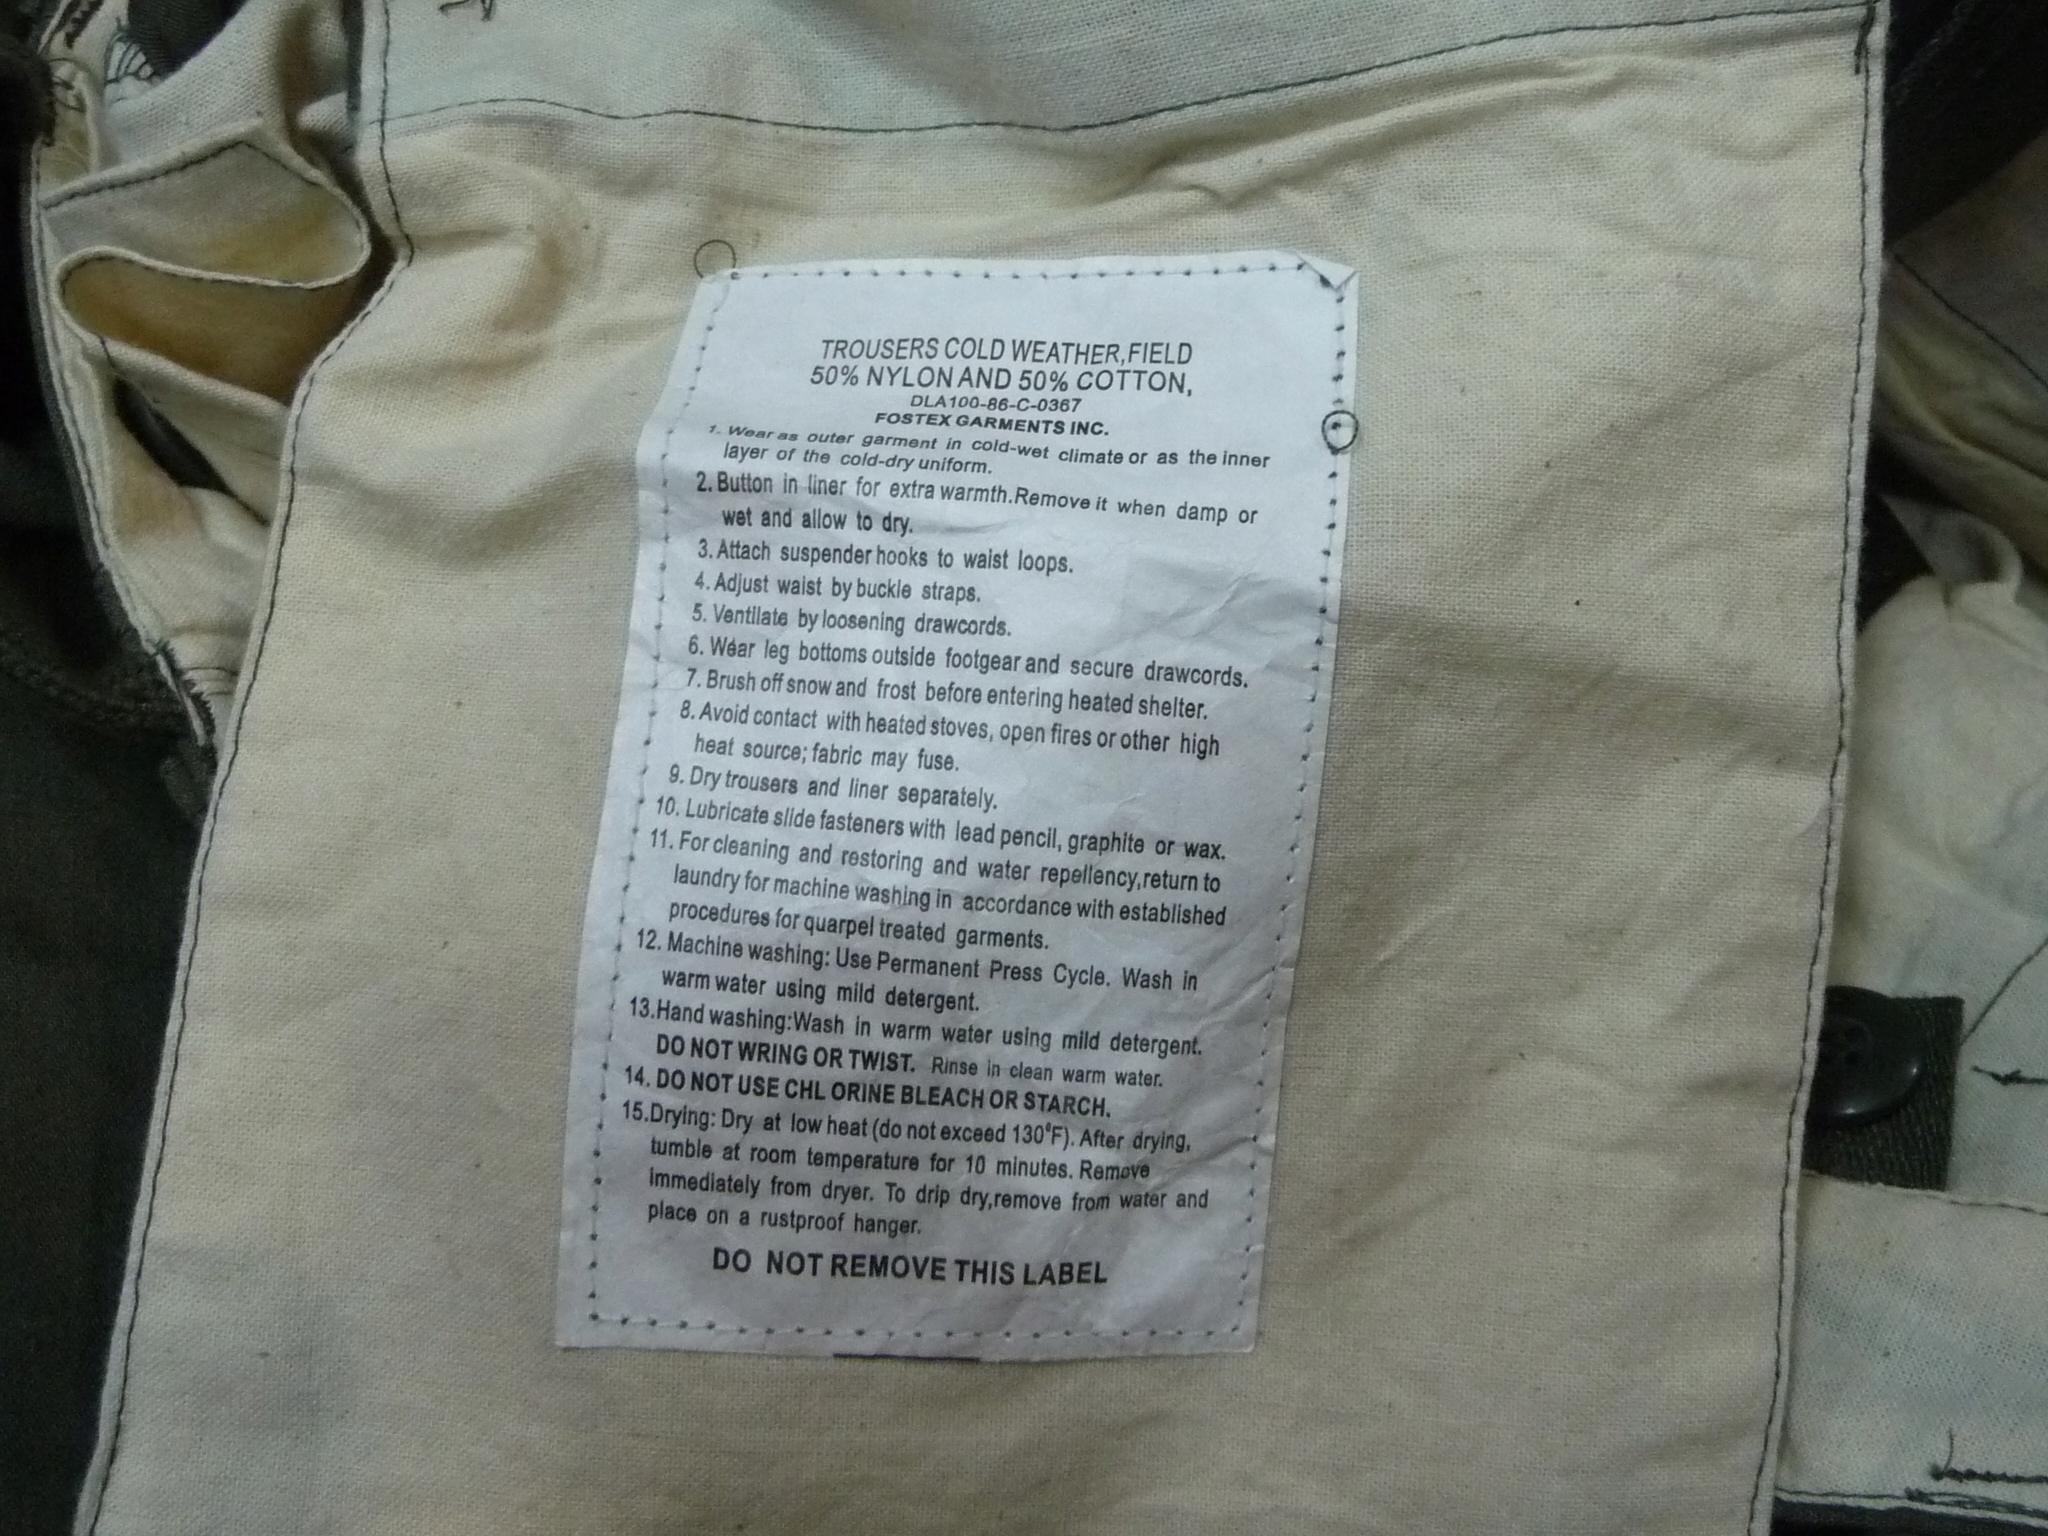 TROUSERS COLD WEATHER,FIELD
50% NYLON AND 50% COTTON,
DLA100-86-C-0367
FOSTEX GARMENTS INC.
1. Wear as outer garment in cold-wet climate or as the inner
layer of the cold-dry uniform.
2. Button in liner for extra warmth.Remove it when damp or
wet and allow to dry.
3. Attach suspender hooks to waist loops.
4. Adjust waist by buckle straps.
5. Ventilate by loosening drawcords.
6. Wear leg bottoms outside footgear and secure drawcords.
7. Brush off snow and frost before entering heated shelter.
8. Avoid contact with heated stoves, open fires or other high
heat source; fabric may fuse.
9. Dry trousers and liner separately.
10. Lubricate slide fasteners with lead pencil, graphite or wax.
11. For cleaning and restoring and water repellency,return to
laundry for machine washing in accordance with established
procedures for quarpel treated garments.
12. Machine washing: Use Permanent Press Cycle. Wash in
warm water using mild detergent.
13.Hand washing:Wash in warm water using mild detergent.
DO NOT WRING OR TWIST. Rinse in clean warm water.
14. DO NOT USE CHL ORINE BLEACH OR STARCH.
15.Drying: Dry at low heat (do not exceed 130°F). After drying,
tumble at room temperature for 10 minutes. Remove
immediately from dryer. To drip dry,remove from water and
place on a rustproof hanger.
DO NOT REMOVE THIS LABEL